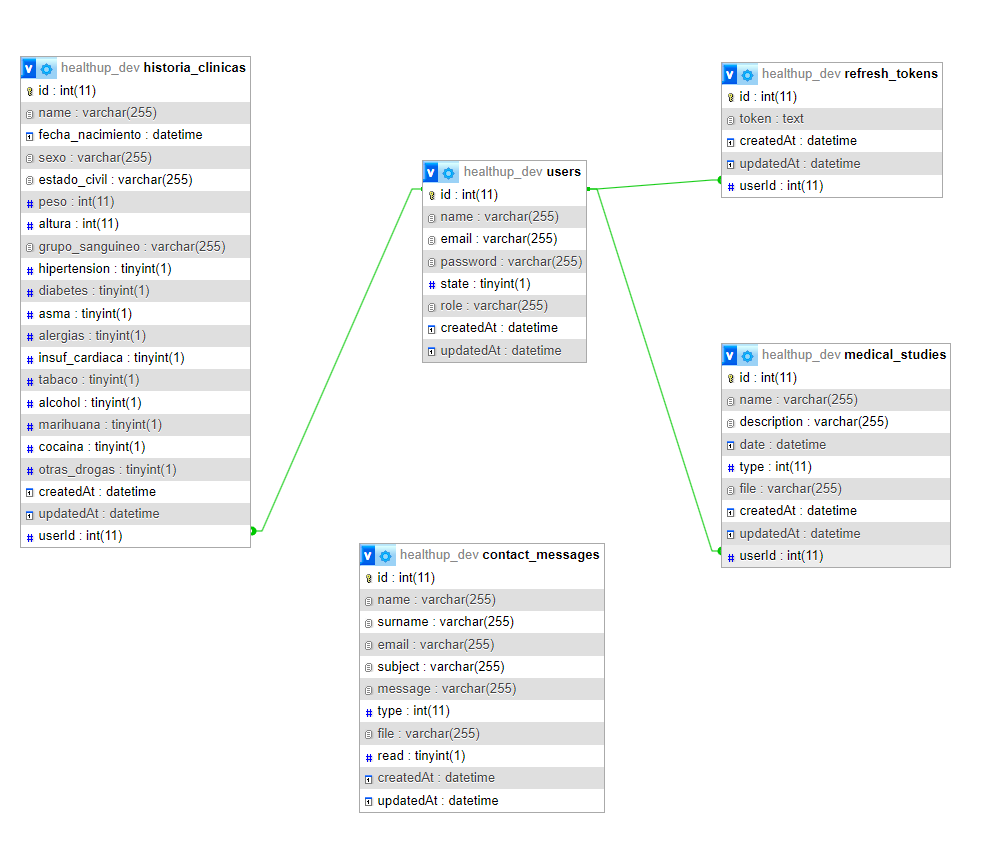 healthup_dev historia_clinicas
id : int(11)
name : varchar(255)
fecha_nacimiento : datetime
sexo : varchar(255)
estado_civil : varchar(255)
peso : int(11)
altura : int(11)
grupo_sanguineo : varchar(255)
hipertension : tinyint(1)
diabetes : tinyint(1)
asma : tinyint(1)
alergias : tinyint(1)
insuf_cardiaca : tinyint(1)
tabaco : tinyint(1)
alcohol : tinyint(1)
marihuana : tinyint(1)
cocaina : tinyint(1)
otras_drogas : tinyint(1)
createdAt : datetime
updatedAt : datetime
userId : int(11)
healthup_dev users
id : int(11)
name : varchar(255)
email : varchar(255)
password : varchar(255)
state : tinyint(1)
role : varchar(255)
createdAt : datetime
updatedAt : datetime
healthup_dev refresh_tokens
id : int(11)
token : text
createdAt : datetime
updatedAt : datetime
userId : int(11)
healthup_dev medical_studies
id : int(11)
name : varchar(255)
description : varchar(255)
date : datetime
type : int(11)
file : varchar(255)
createdAt : datetime
updatedAt : datetime
userId : int(11)
healthup_dev contact_messages
id : int(11)
name : varchar(255)
surname : varchar(255)
email : varchar(255)
subject : varchar(255)
message : varchar(255)
type : int(11)
file : varchar(255)
read : tinyint(1)
createdAt : datetime
updatedAt : datetime